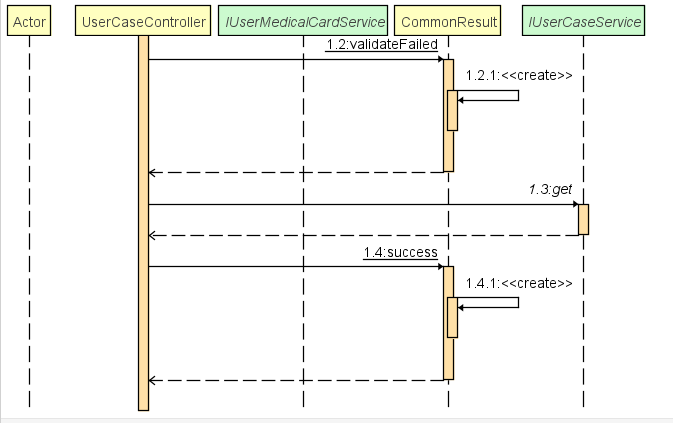 Actor
UserCaseController
IUserMedicalCardService
CommonResult
IUserCaseService
1.2:validateFailed
1.2.1:<<create>>
1.3:get
1.4:success
1.4.1:<<create>>